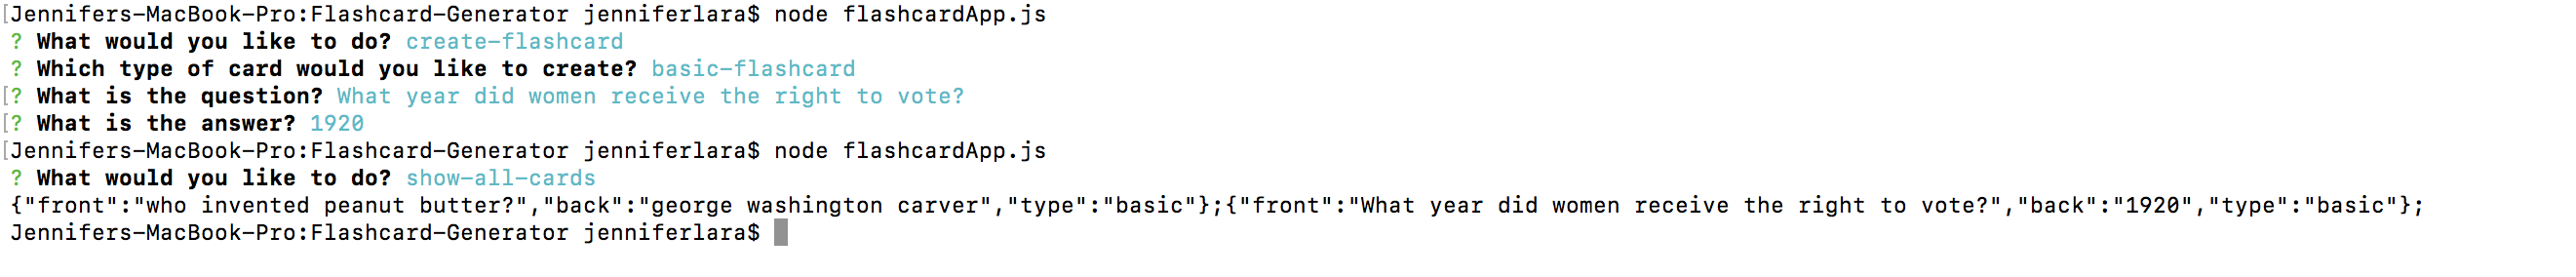 [Jennifers-MacBook-Pro:Flashcard-Generator jenniferlara$ node flashcardApp.js
? What would you like to do? create-flashcard
? Which type of card would you like to create? basic-flashcard
[? What is the question? What year did women receive the right to vote?
[? What is the answer? 1920
[Jennifers-MacBook-Pro:Flashcard-Generator jenniferlara$ node flashcardApp.js
? What would you like to do? show-all-cards
{"front":"who invented peanut butter?","back":"george washington carver","type":"basic"};{"front":"What year did women receive the right to vote?","back":"1920","type":"basic"};
Jennifers-MacBook-Pro:Flashcard-Generator jenniferlara$